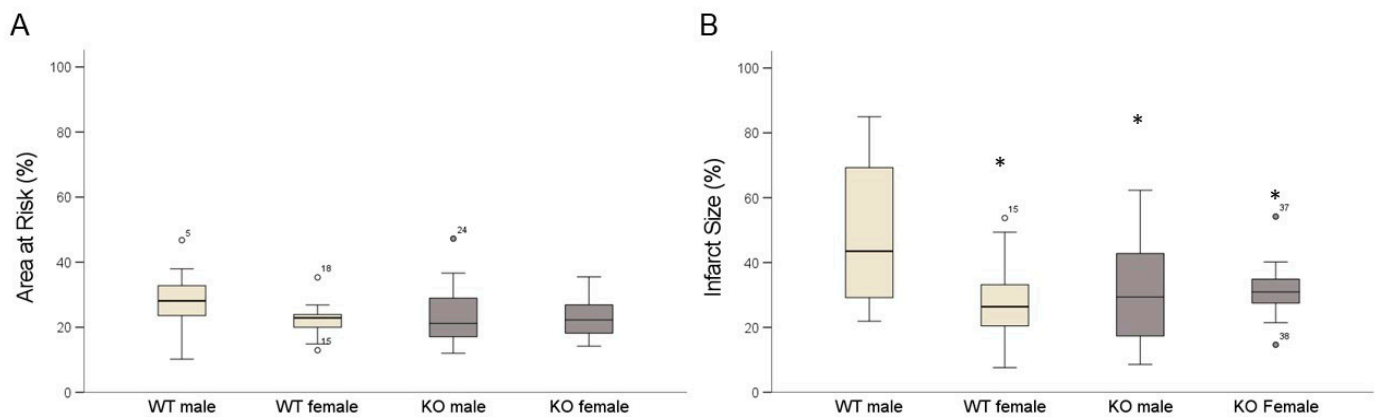 A
Area at Risk (%)
100
80
60
40
20
0
5
18
15
24
WT male
WT female
KO male
KO female
B
Infarct Size (%)
100
80
60
40
20
0
*
*
*
15
37
38
WT male
WT female
KO male
KO Female